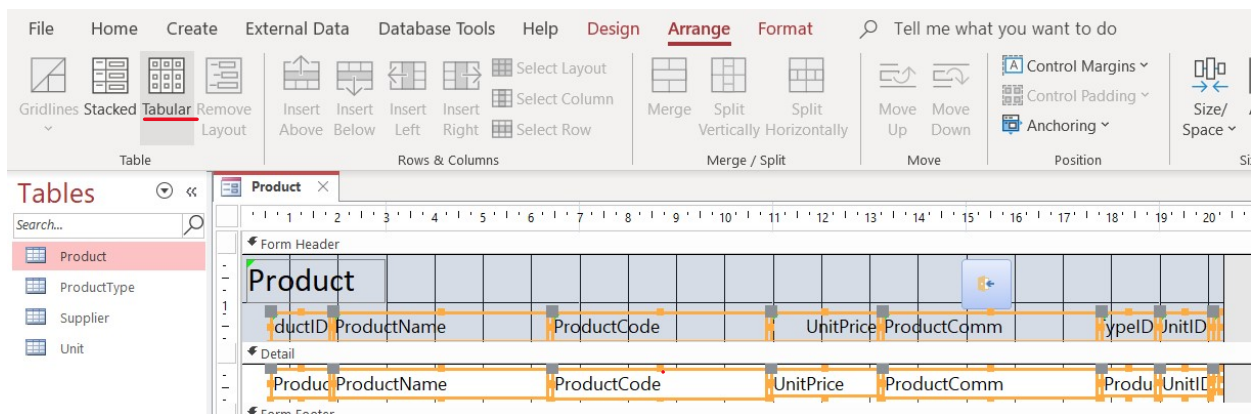 File Home Create External Data Database Tools Help Design Arrange Format Tell me what you want to do
Gridlines Stacked Tabular Remove Layout
Insert Above Insert Below Insert Left Insert Right
Select Layout
Select Column
Select Row
Merge Split Vertically Split Horizontally
Move Up Move Down
Control Margins
Control Padding
Anchoring
Size/ Space
Table Rows & Columns Merge / Split Move Position
Tables
Search...
Product
ProductType
Supplier
Unit
Product
1 2 3 4 5 6 7 8 9 10 11 12 13 14 15 16 17 18 19 20
Form Header
Product
1
ductID ProductName ProductCode UnitPrice ProductComm ypeID UnitID
Detail
Produc ProductName ProductCode UnitPrice ProductComm Produ UnitID
Form Footer